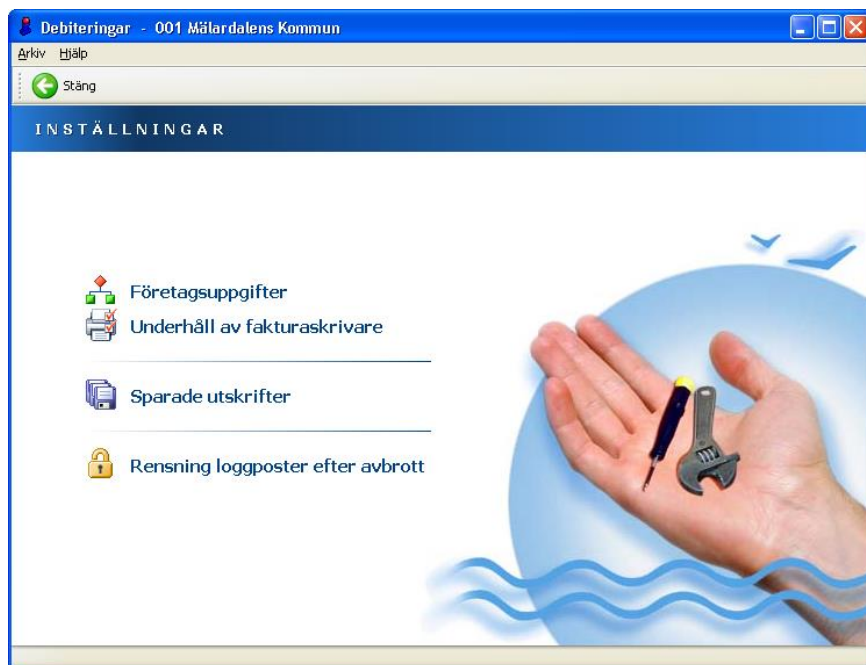 Debiteringar - 001 Mälardalens Kommun
Arkiv Hjälp
Stäng
INSTÄLLNINGAR
Företagsuppgifter
Underhåll av fakturaskrivare
Sparade utskrifter
Rensning loggposter efter avbrott